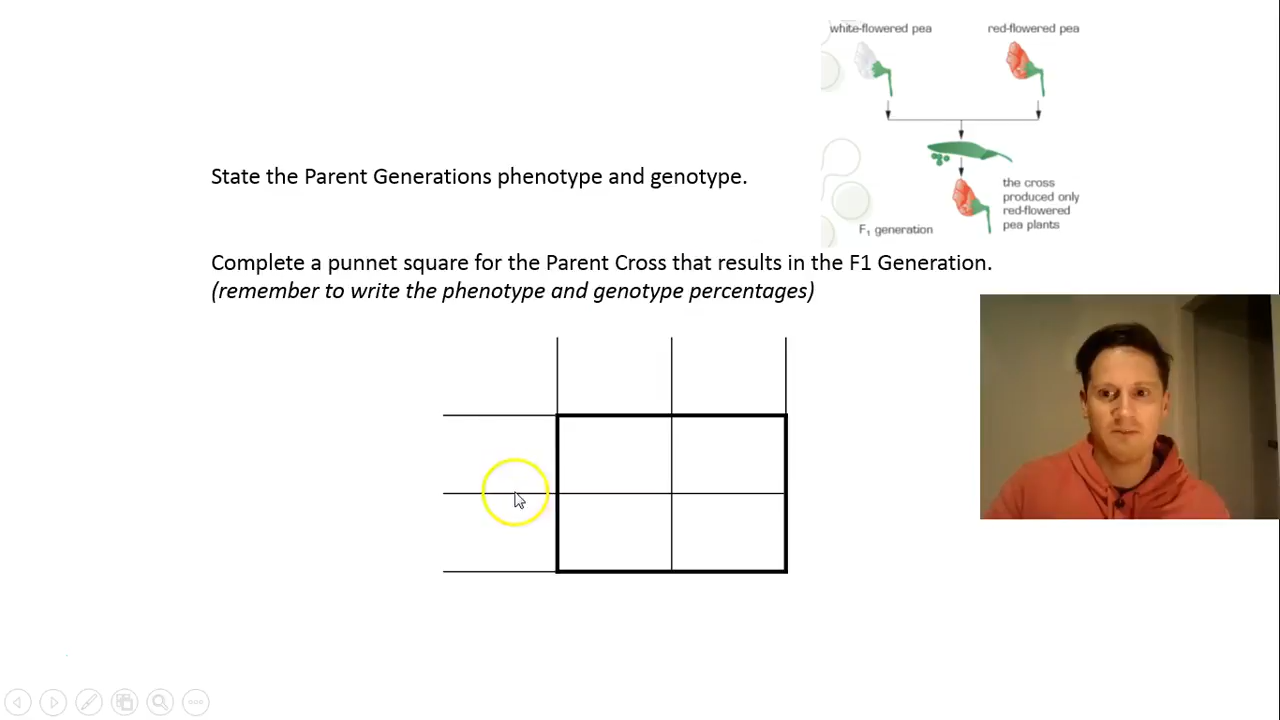 white-flowered pea
red-flowered pea
State the Parent Generations phenotype and genotype.
the cross
produced only
red-flowered
pea plants
F1 generation
Complete a punnet square for the Parent Cross that results in the F1 Generation.
(remember to write the phenotype and genotype percentages)